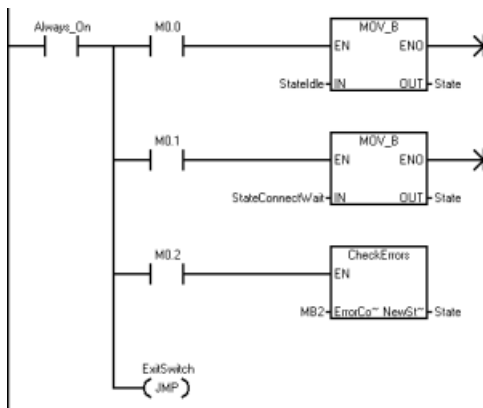 Always_On
M0.0
MOV_B
EN ENO
StateIdle IN OUT State
M0.1
MOV_B
EN ENO
StateConnectWait IN OUT State
M0.2
CheckErrors
EN
MB2 ErrorCo~ NewSt~ State
ExitSwitch
JMP